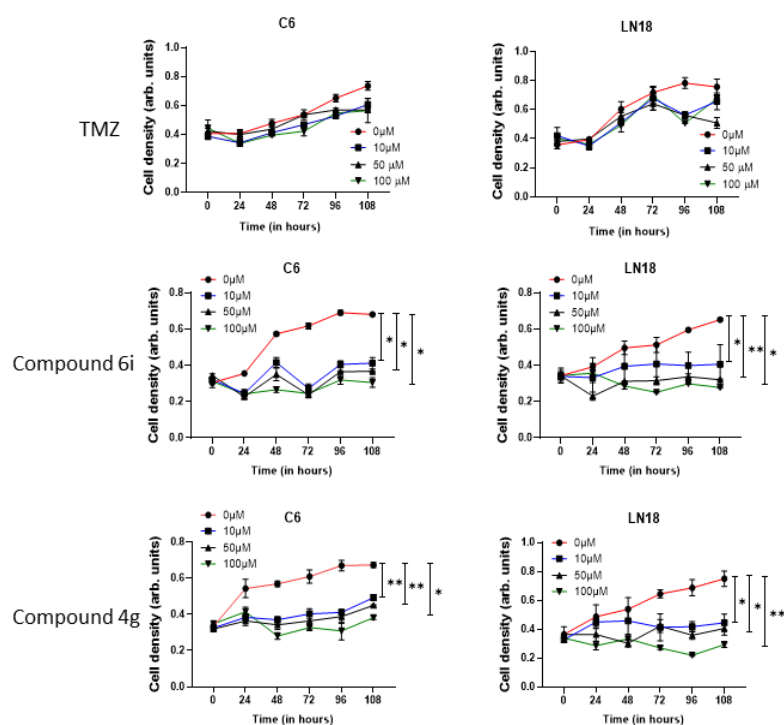 C6
LN18
TMZ
Cell density (arb. units)
1.0
0.8
0.6
0.4
0.2
0.0
0μM
10μM
50 μM
100 μM
0 24 48 72 96 108
Time (in hours)
Cell density (arb. units)
1.0
0.8
0.6
0.4
0.2
0.0
0μM
10μM
50 μM
100 μM
0 24 48 72 96 108
Time (in hours)
C6
LN18
Compound 6i
Cell density (arb. units)
0.8
0.6
0.4
0.2
0.0
0μM
10μM
50μM
100μM
0 24 48 72 96 108
Time (in hours)
* * *
Cell density (arb. units)
0.8
0.6
0.4
0.2
0.0
0μM
10μM
50μM
100μM
0 24 48 72 96 108
Time (in hours)
* ** *
C6
LN18
Compound 4g
Cell density (arb. units)
0.8
0.6
0.4
0.2
0.0
0μM
10μM
50μM
100μM
0 24 48 72 96 108
Time (in hours)
** ** *
Cell density (arb. units)
1.0
0.8
0.6
0.4
0.2
0.0
0μM
10μM
50μM
100μM
0 24 48 72 96 108
Time (in hours)
* * **